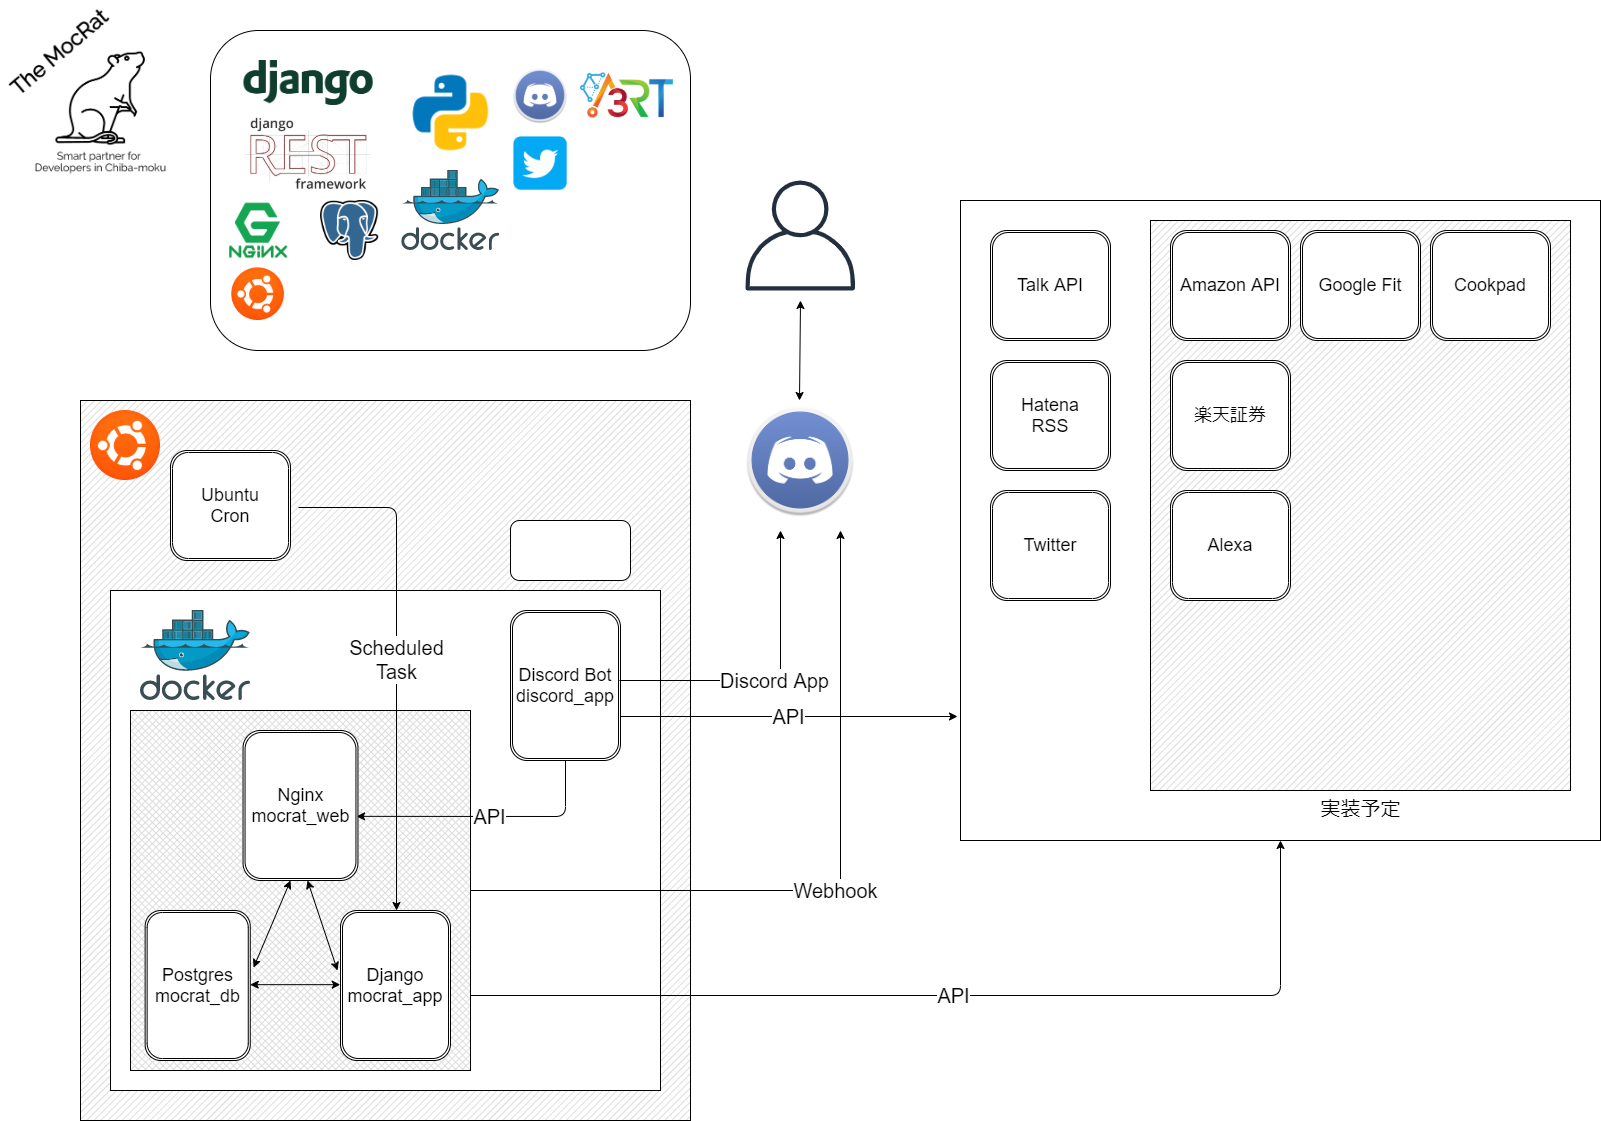 The MocRat
Smart partner for
Developers in Chiba-moku
django
django
REST
framework
NGiNX
docker
A3RT
Talk API
Hatena
RSS
Twitter
Amazon API
Google Fit
Cookpad
楽天証券
Alexa
実装予定
Ubuntu
Cron
docker
Scheduled
Task
Discord Bot
discord_app
Discord App
API
Nginx
mocrat_web
API
Webhook
Postgres
mocrat_db
Django
mocrat_app
API